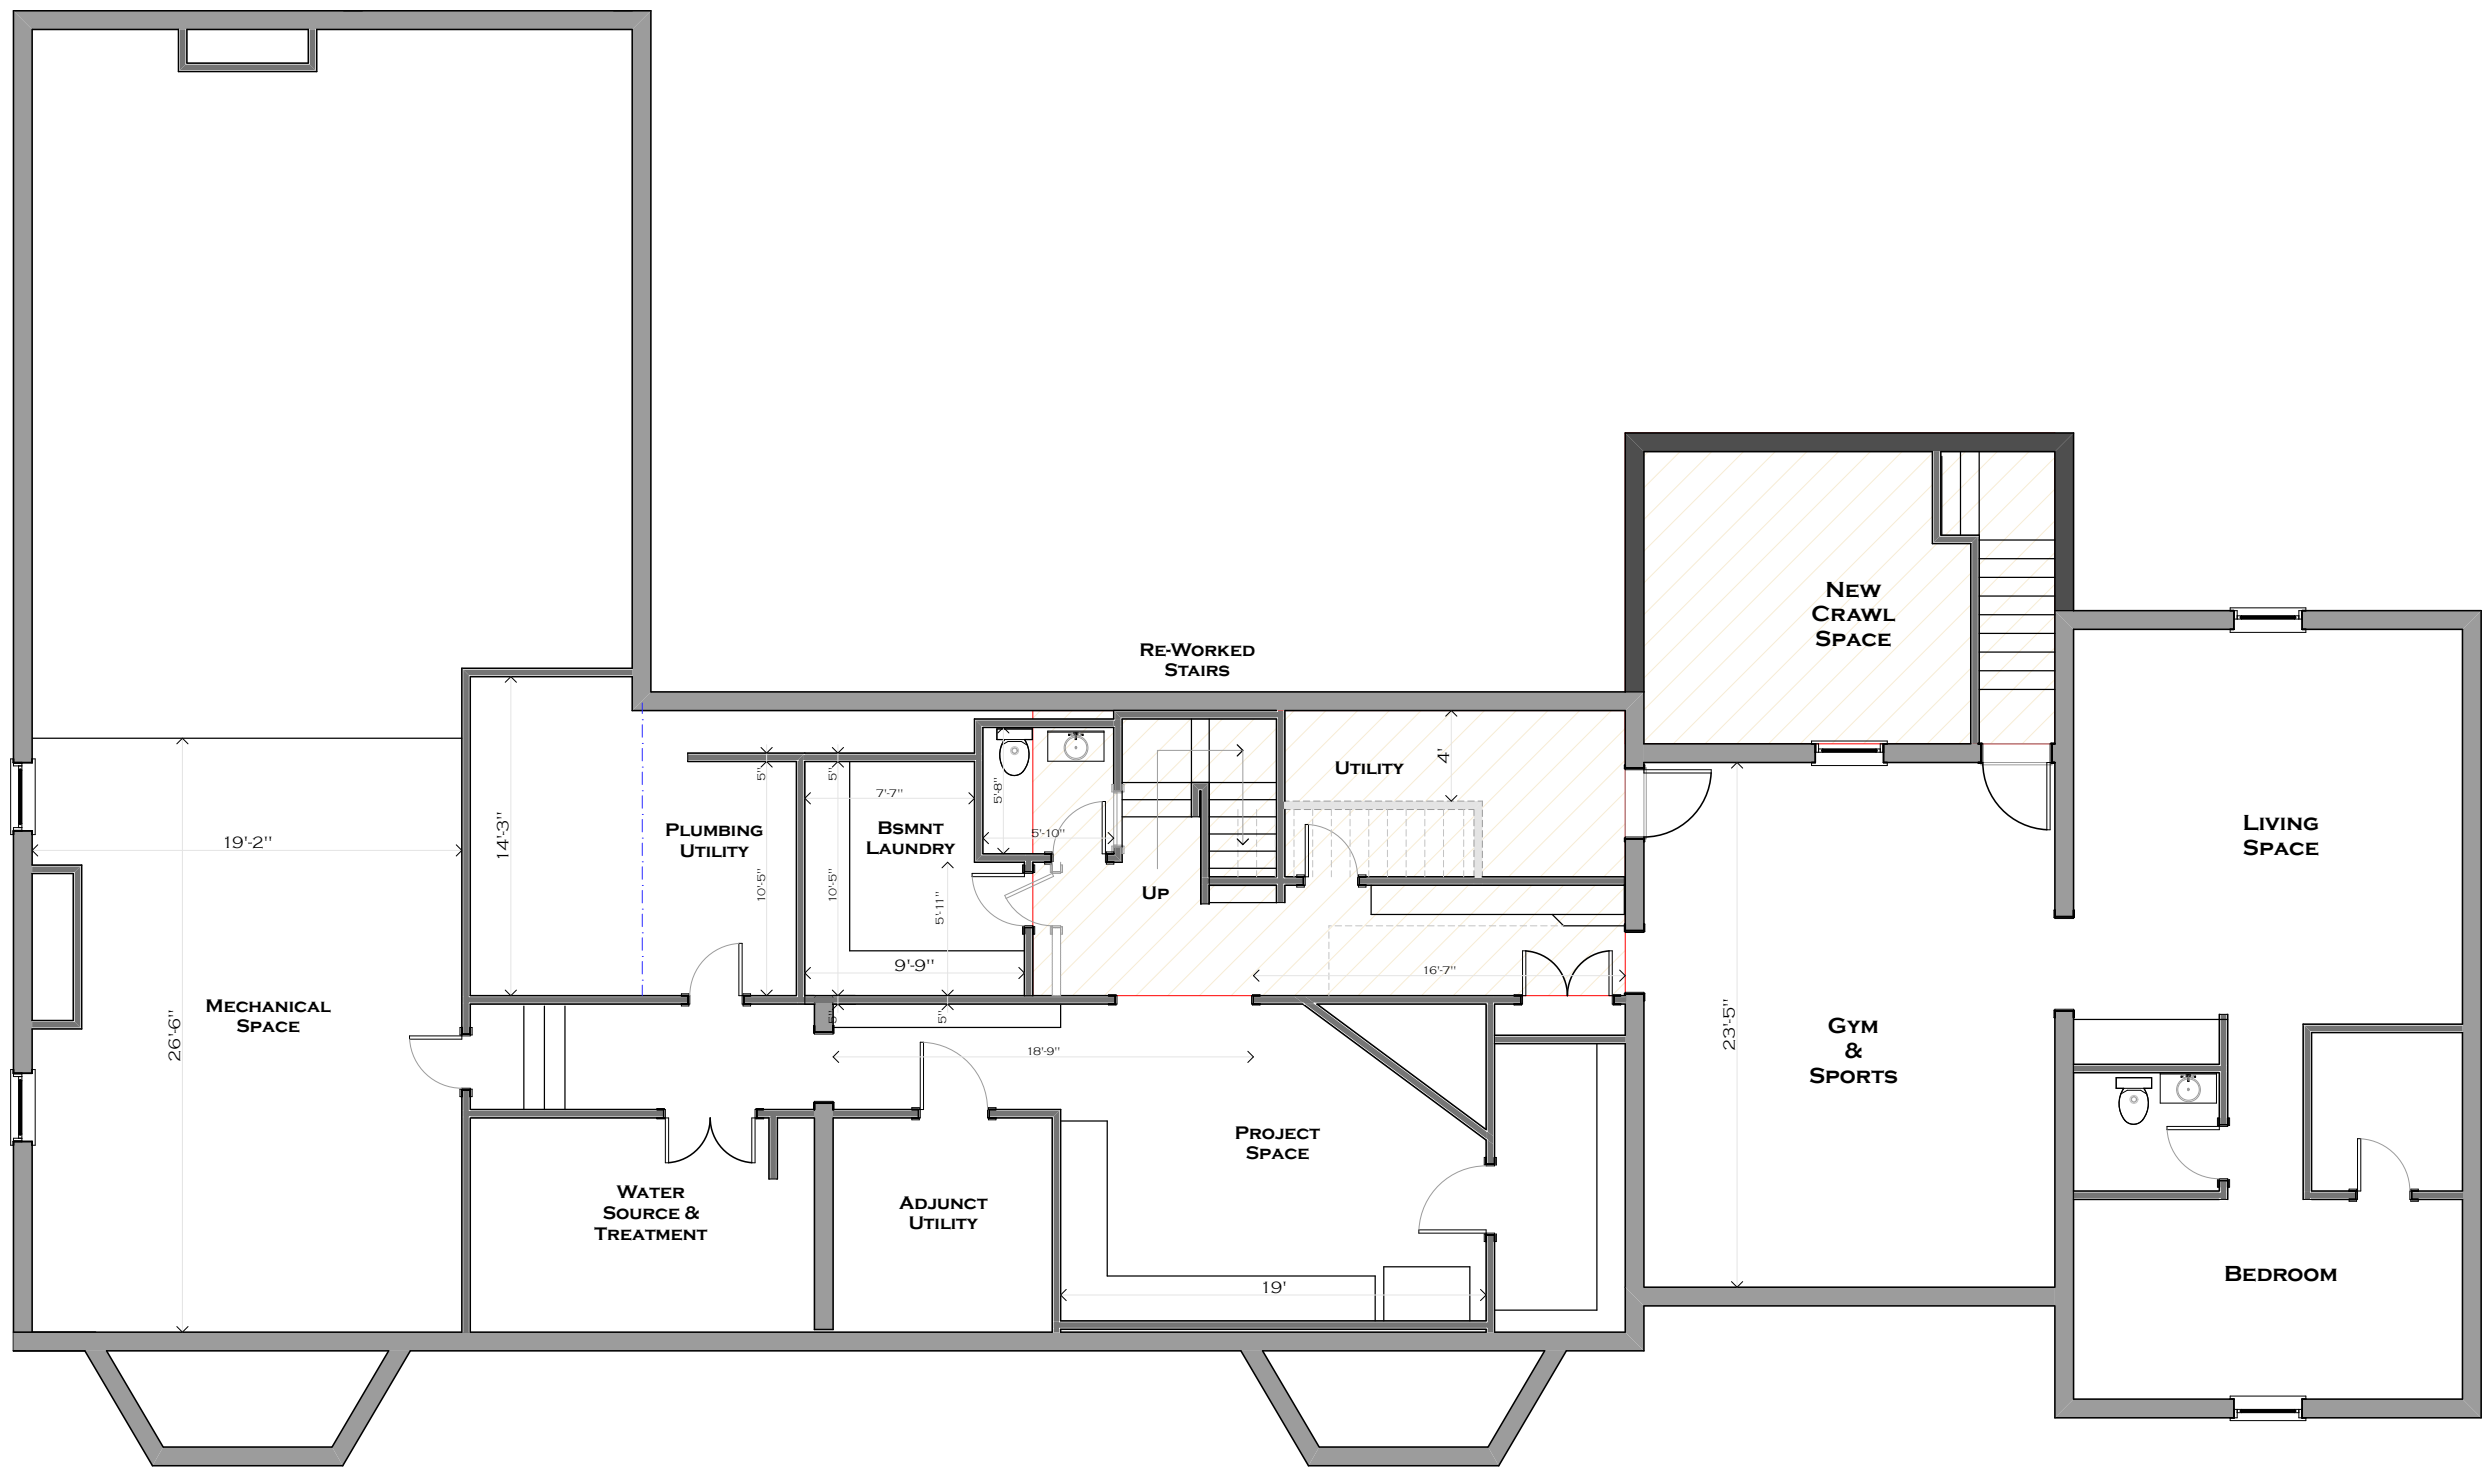 Re-Worked
Stairs
New
Crawl
Space
Utility
4'
Plumbing
Utility
14'-3"
5"
10'-5"
5"
10'-5"
7'-7"
Bsmnt
Laundry
5'-8"
5'-10"
5'-11"
9'-9"
Up
16'-7"
Living
Space
19'-2"
Mechanical
Space
26'-6"
5"
5"
18'-9"
23'-5"
Gym
&
Sports
Project
Space
Water
Source &
Treatment
Adjunct
Utility
19'
Bedroom